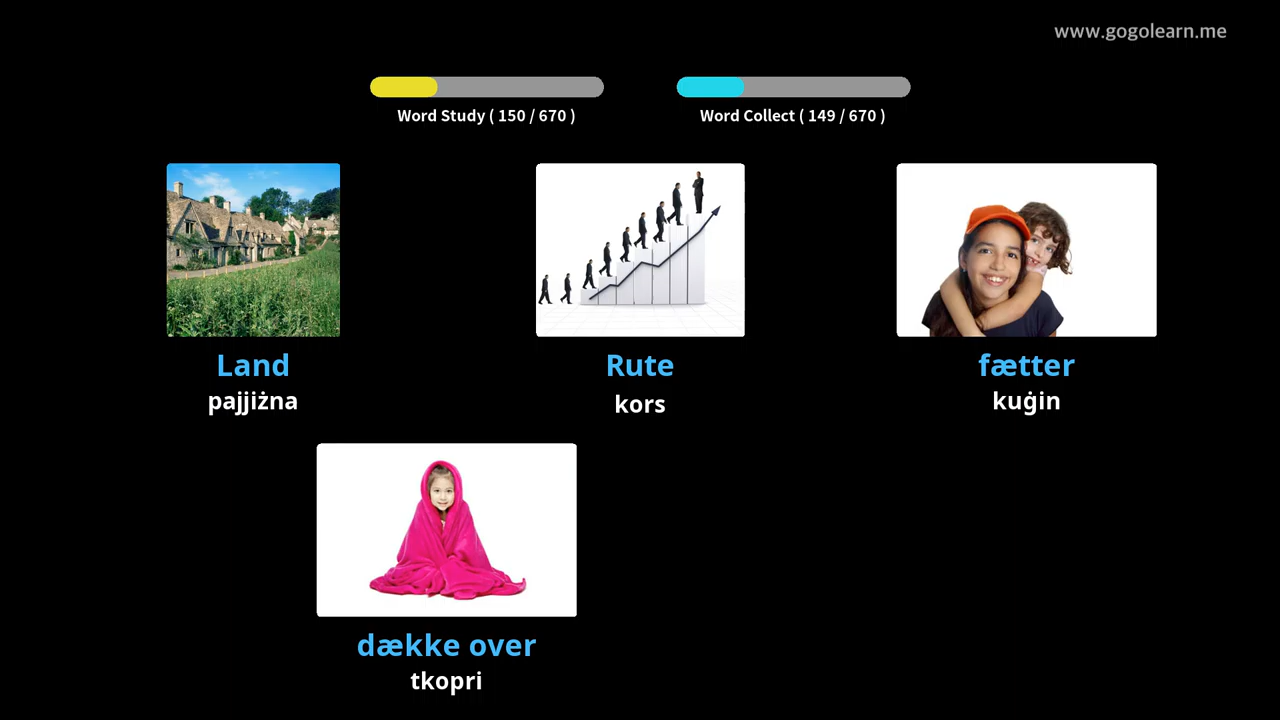 www.gogolearn.me
Word Study ( 150 / 670 )
Word Collect ( 149 / 670 )
Land
pajjiżna
Rute
kors
fætter
kuġin
dække over
tkopri